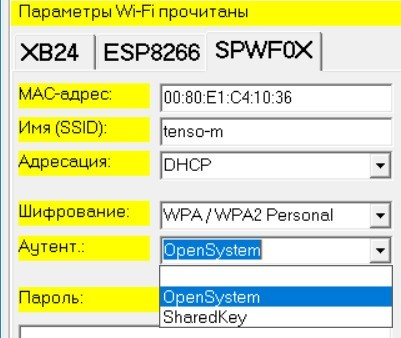 Параметры Wi-Fi прочитаны
XB24 ESP8266 SPWF0X
MAC-адрес: 00:80:E1:C4:10:36
Имя (SSID): tenso-m
Адресация: DHCP
Шифрование: WPA / WPA2 Personal
Аутент.: OpenSystem
Пароль: OpenSystem
SharedKey